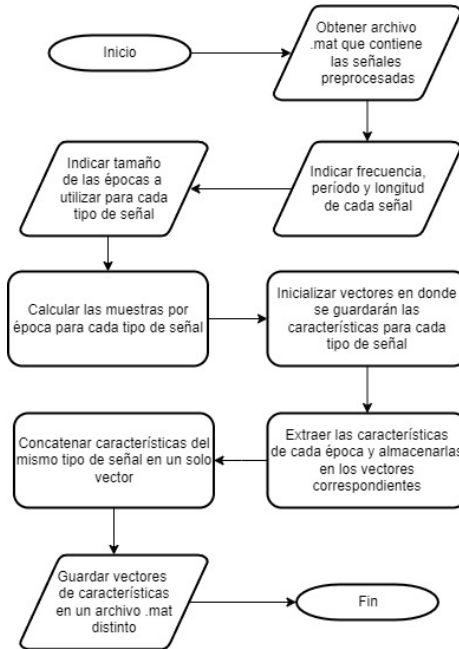 Inicio
Obtener archivo
.mat que contiene
las señales
preprocesadas
Indicar frecuencia,
período y longitud
de cada señal
Indicar tamaño
de las épocas a
utilizar para cada
tipo de señal
Calcular las muestras por
época para cada tipo de señal
Inicializar vectores en donde
se guardarán las
características para cada
tipo de señal
Extraer las características
de cada época y almacenarlas
en los vectores
correspondientes
Concatenar características del
mismo tipo de señal en un solo
vector
Guardar vectores
de características
en un archivo .mat
distinto
Fin